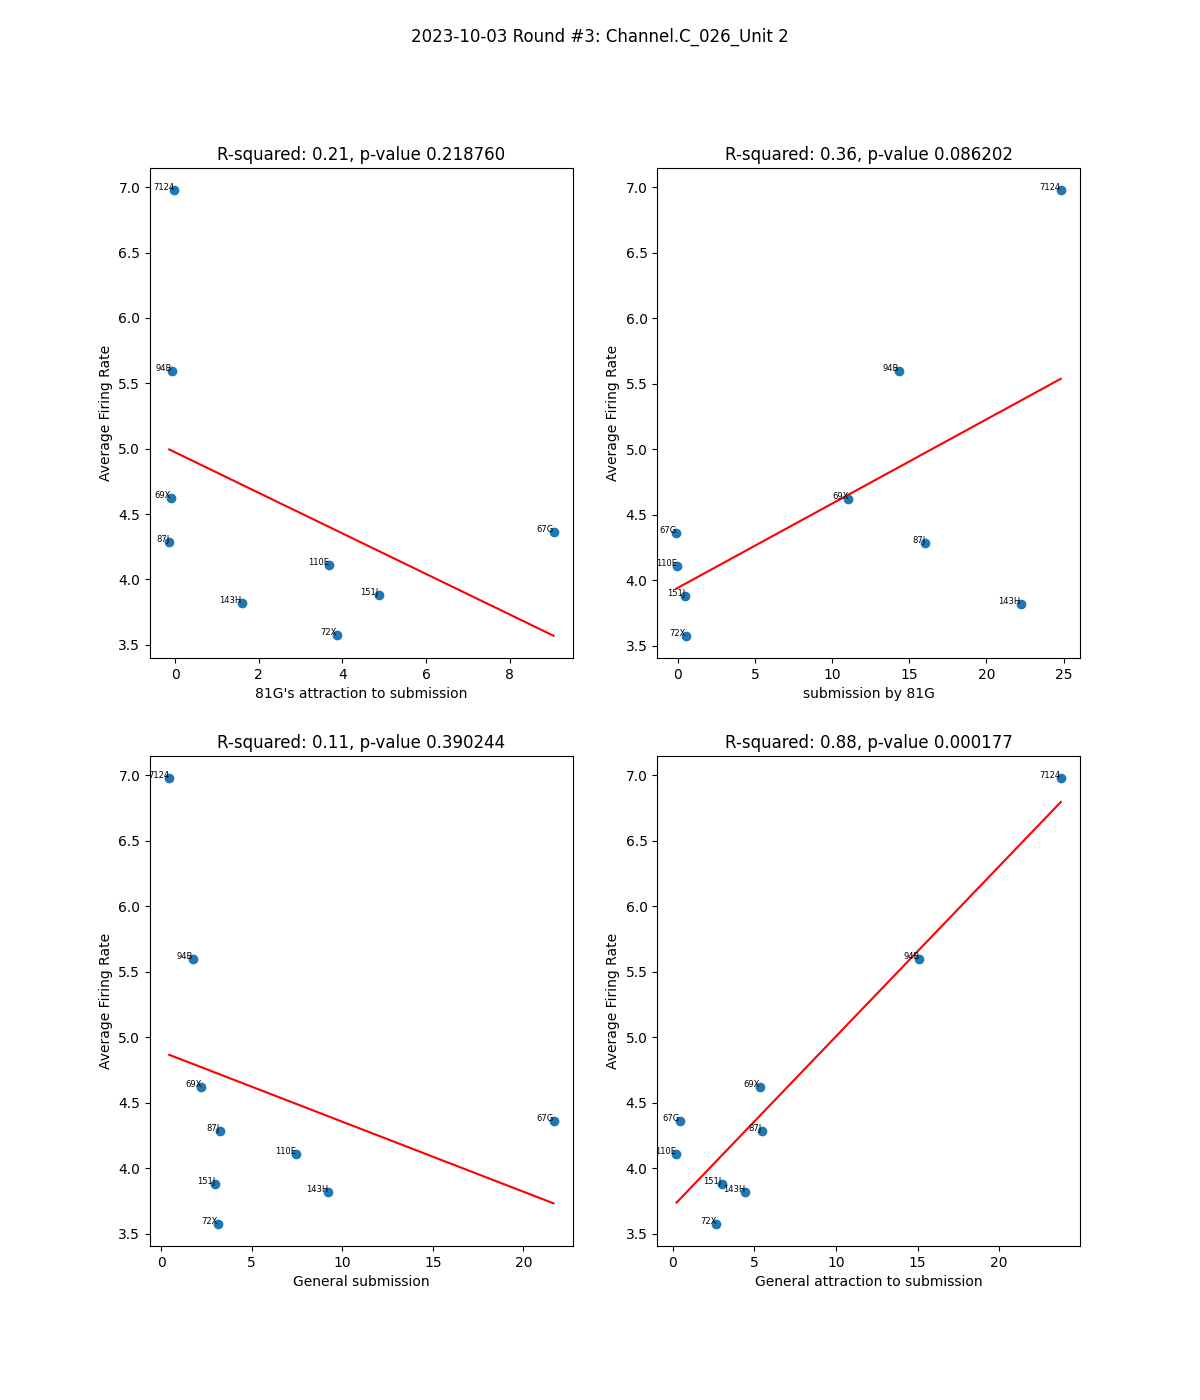 2023-10-03 Round #3: Channel.C_026_Unit 2
R-squared: 0.21, p-value 0.218760
7.0
6.5
6.0
5.5
5.0
4.5
4.0
3.5
Average Firing Rate
7124
94B
69X
87J
143H
110E
72X
151J
67G
0 2 4 6 8
81G's attraction to submission
R-squared: 0.36, p-value 0.086202
7.0
6.5
6.0
5.5
5.0
4.5
4.0
3.5
Average Firing Rate
7124
94B
69X
67G
110E
151J
72X
87J
143H
0 5 10 15 20 25
submission by 81G
R-squared: 0.11, p-value 0.390244
7.0
6.5
6.0
5.5
5.0
4.5
4.0
3.5
Average Firing Rate
7124
94B
69X
87J
110E
151J
143H
72X
67G
0 5 10 15 20
General submission
R-squared: 0.88, p-value 0.000177
7.0
6.5
6.0
5.5
5.0
4.5
4.0
3.5
Average Firing Rate
7124
94B
69X
67G
87J
110E
151J
143H
72X
0 5 10 15 20
General attraction to submission